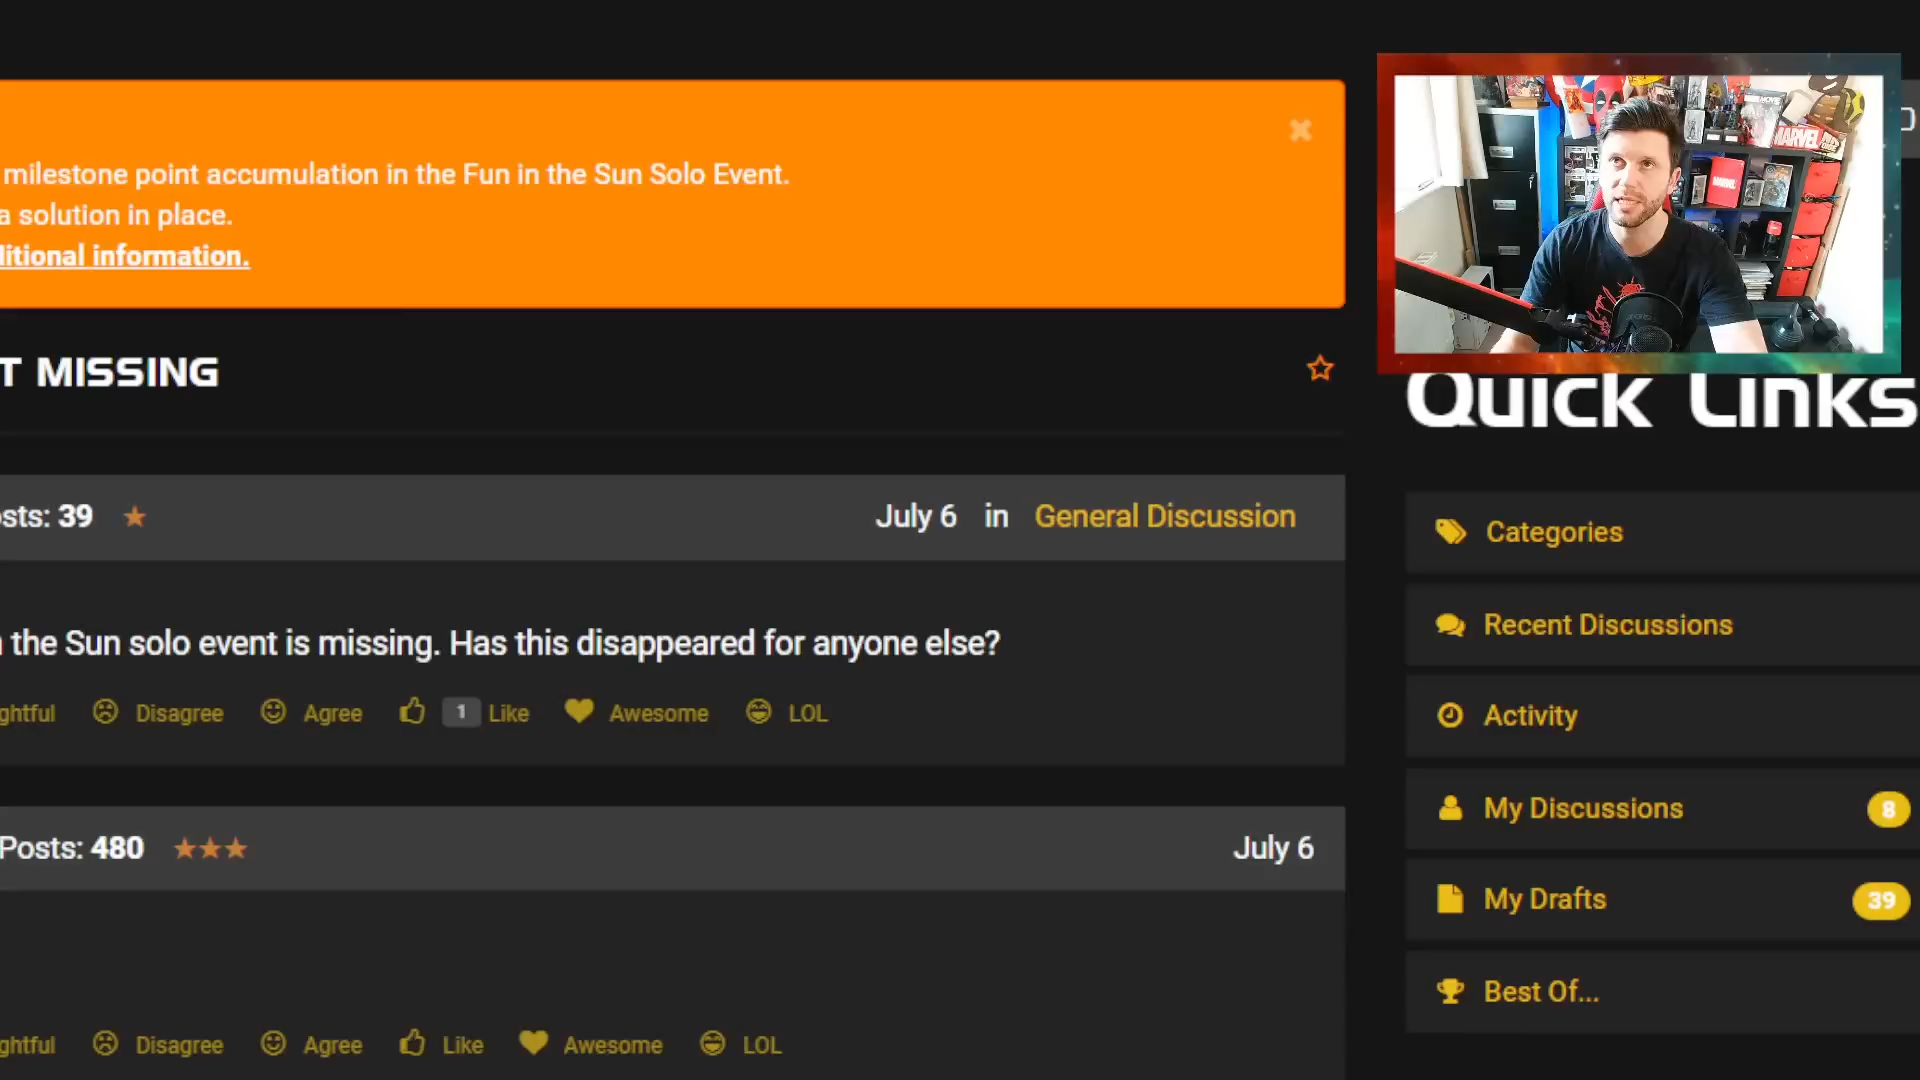 milestone point accumulation in the Fun in the Sun Solo Event.
a solution in place.
ditional information.
T MISSING
MARVEL
MARVEL
Quick Links
sts: 39
July 6 in General Discussion
the Sun solo event is missing. Has this disappeared for anyone else?
ghtful Disagree Agree 1 Like Awesome LOL
Posts: 480
July 6
ghtful Disagree Agree Like Awesome LOL
Categories
Recent Discussions
Activity
My Discussions 8
My Drafts 39
Best Of...